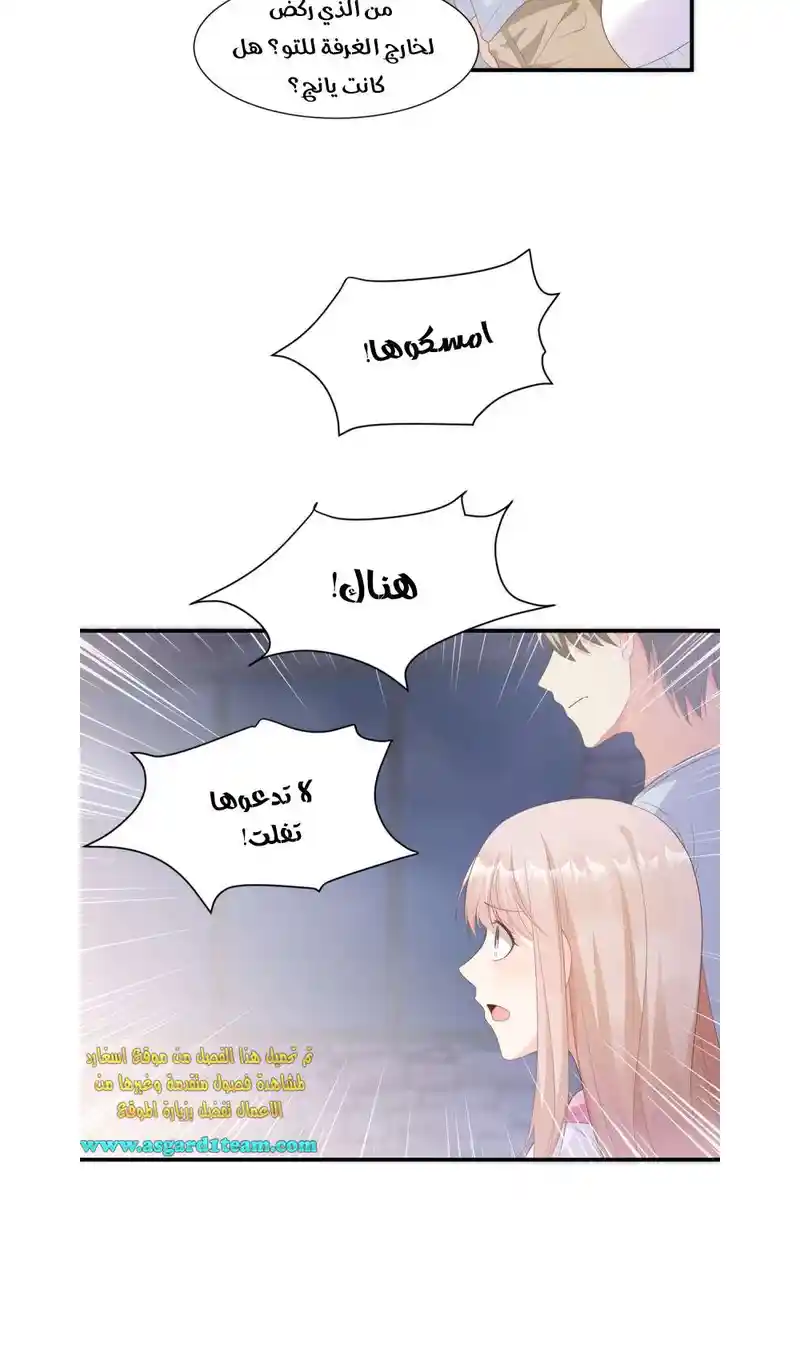 من الذي ركض
لخارج الغرفة للتو؟ هل
كانت يانج؟
امسكوها!
هناك!
لا تدعوها
تفلت!
تم تحميل هذا الفصل من موقع اسغارد
لمشاهدة فصول متقدمة وغيرها من
الاعمال تفضل بزيارة الموقع
www.asgard1team.com